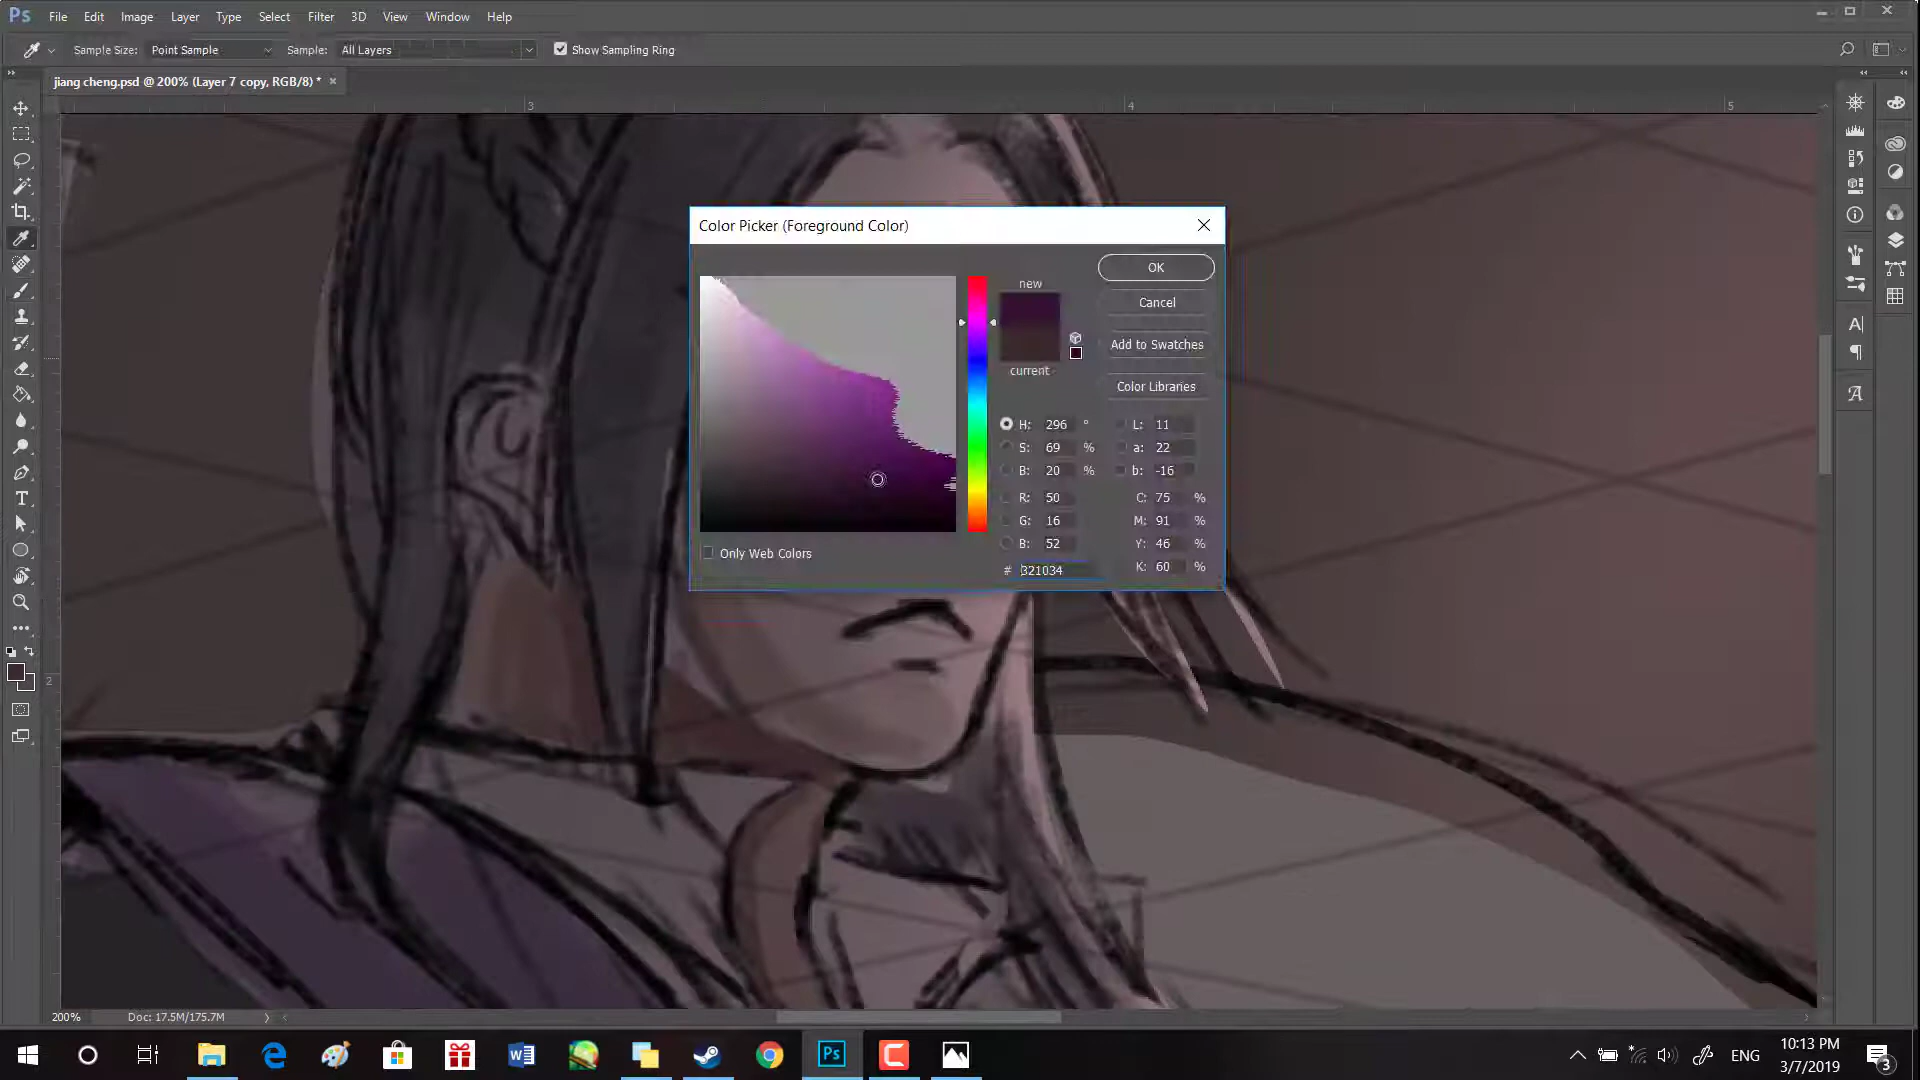 Ps File Edit Image Layer Type Select Filter 3D View Window Help
Sample Size: Point Sample Sample: All Layers Show Sampling Ring
jiang cheng.psd @ 200% (Layer 7 copy, RGB/8) * ×
3 4 5
Color Picker (Foreground Color)
OK
new
Cancel
Add to Swatches
current
Color Libraries
H: 296 ° L: 11
S: 69 % a: 22
B: 20 % b: -16
R: 50 C: 75 %
G: 16 M: 91 %
B: 52 Y: 46 %
Only Web Colors
# 321034 K: 60 %
2
200% Doc: 17.5M/175.7M
Ps
ENG
10:13 PM
3/7/2019
3